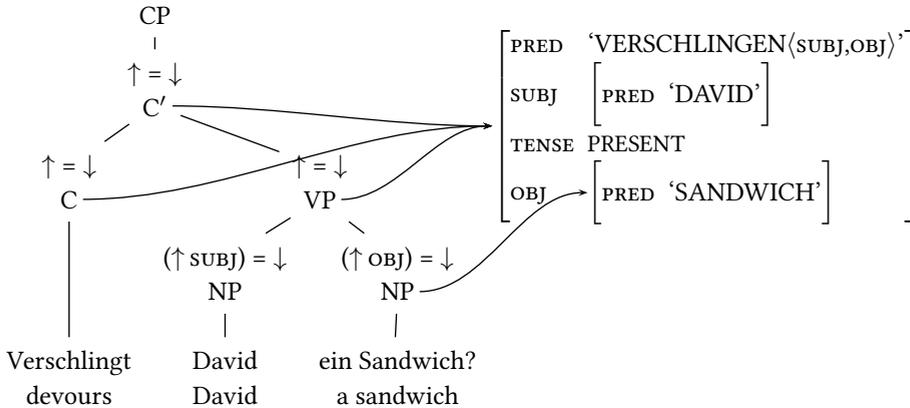 CP
↑ = ↓
C′
↑ = ↓
C
↑ = ↓
VP
(↑ SUBJ) = ↓
NP
(↑ OBJ) = ↓
NP
Verschlingt David ein Sandwich?
devours David a sandwich
PRED ‘VERSCHLINGEN⟨SUBJ,OBJ⟩’
SUBJ [PRED ‘DAVID’]
TENSE PRESENT
OBJ [PRED ‘SANDWICH’]